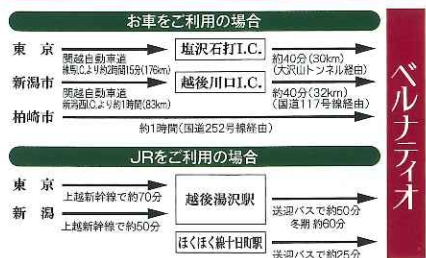 お車をご利用の場合
東京 関越自動車道 練馬I.C.より約2時間15分(176km) 塩沢石打I.C. 約40分(30km) (大沢山トンネル経由)
新潟市 関越自動車道 新潟西I.C.より約1時間(83km) 越後川口I.C. 約40分(32km) (国道117号線経由)
柏崎市 約1時間(国道252号線経由)
JRをご利用の場合
東京 上越新幹線で約70分
新潟 上越新幹線で約50分
越後湯沢駅 送迎バスで約50分
冬期 約60分
ほくほく線十日町駅 送迎バスで約25分
ベルナティオ